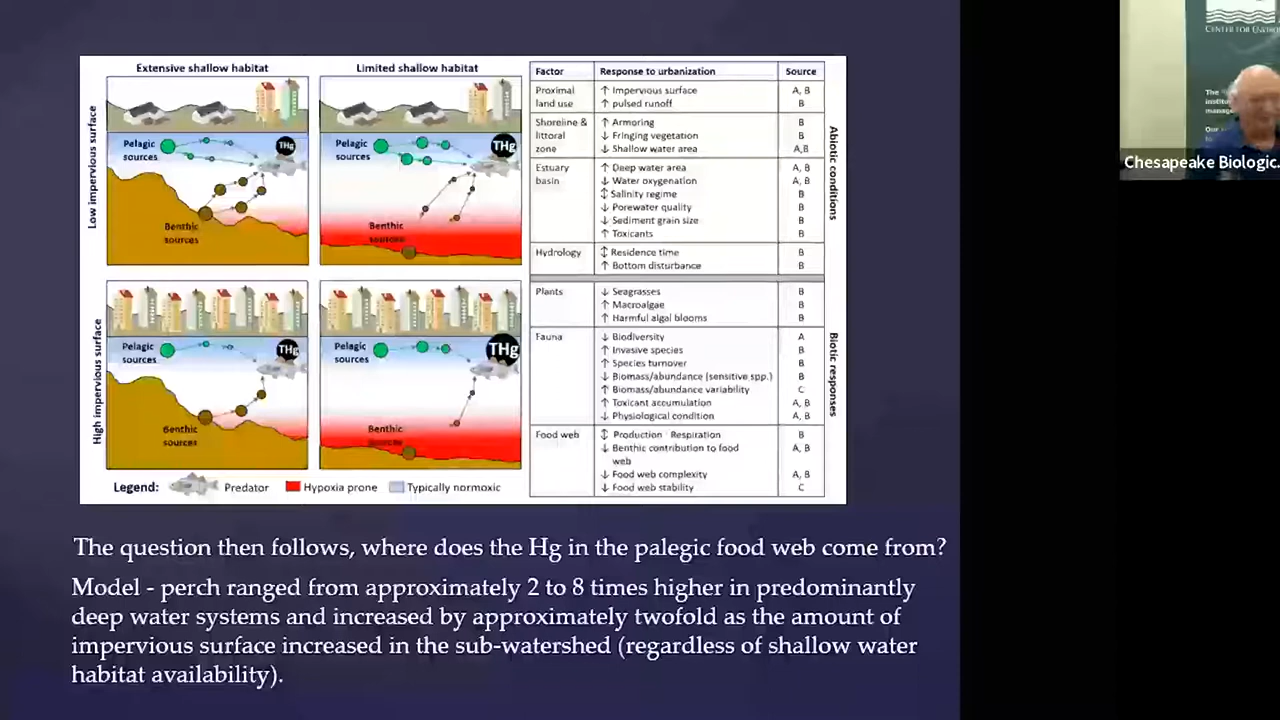 Extensive shallow habitat
Limited shallow habitat
Low impervious surface
Pelagic
sources
THg
Benthic
sources
Pelagic
sources
THg
Benthic
sources
High impervious surface
Pelagic
sources
THg
Benthic
sources
Pelagic
sources
THg
Benthic
sources
Legend: Predator Hypoxia prone Typically normoxic
Factor Response to urbanization Source
Proximal ↑ Impervious surface A, B
land use ↑ pulsed runoff B
Shoreline & ↑ Armoring B
littoral ↓ Fringing vegetation B
zone ↓ Shallow water area A,B
Estuary ↑ Deep water area A, B
basin ↓ Water oxygenation A, B
↕ Salinity regime B
↓ Porewater quality B
↓ Sediment grain size B
↑ Toxicants B
Hydrology ↕ Residence time B
↑ Bottom disturbance B
Abiotic conditions
Plants ↓ Seagrasses B
↑ Macroalgae B
↑ Harmful algal blooms B
Fauna ↓ Biodiversity A
↑ Invasive species B
↑ Species turnover B
↓ Biomass/abundance (sensitive spp.) B
↑ Biomass/abundance variability C
↑ Toxicant accumulation A, B
↓ Physiological condition A, B
Food web ↕ Production Respiration B
↓ Benthic contribution to food A, B
web
↓ Food web complexity A, B
↓ Food web stability C
Biotic responses
The question then follows, where does the Hg in the palegic food web come from?
Model - perch ranged from approximately 2 to 8 times higher in predominantly
deep water systems and increased by approximately twofold as the amount of
impervious surface increased in the sub-watershed (regardless of shallow water
habitat availability).
CENTER FOR
The
Chesapeake Biologic...